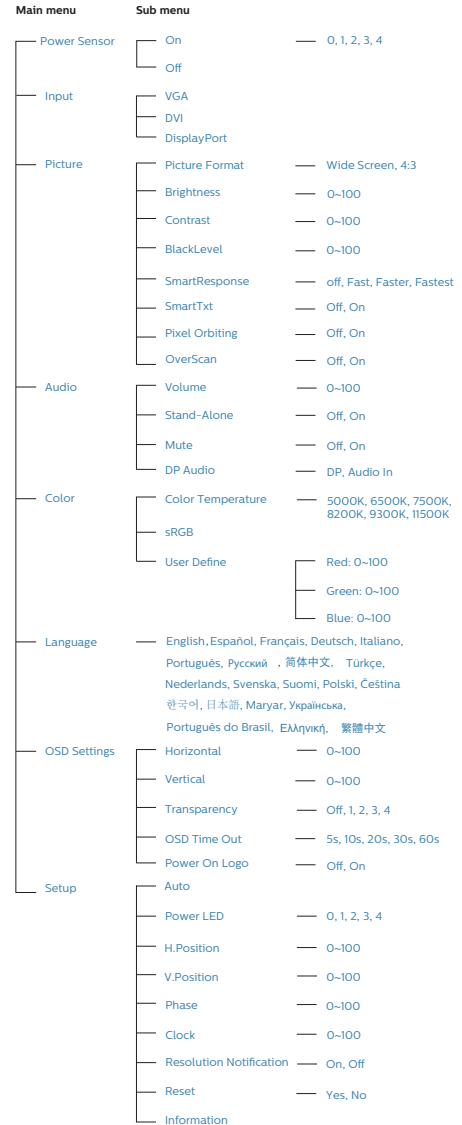 Main menu Sub menu
Power Sensor On 0, 1, 2, 3, 4
Off
Input VGA
DVI
DisplayPort
Picture Picture Format Wide Screen, 4:3
Brightness 0~100
Contrast 0~100
BlackLevel 0~100
SmartResponse off, Fast, Faster, Fastest
SmartTxt Off, On
Pixel Orbiting Off, On
OverScan Off, On
Audio Volume 0~100
Stand-Alone Off, On
Mute Off, On
DP Audio DP, Audio In
Color Color Temperature 5000K, 6500K, 7500K,
8200K, 9300K, 11500K
sRGB
User Define Red: 0~100
Green: 0~100
Blue: 0~100
Language English, Español, Français, Deutsch, Italiano,
Português, Русский , 简体中文, Türkçe,
Nederlands, Svenska, Suomi, Polski, Čeština
한국어, 日本語, Maryar, Українська,
Português do Brasil, Ελληνική, 繁體中文
OSD Settings Horizontal 0~100
Vertical 0~100
Transparency Off, 1, 2, 3, 4
OSD Time Out 5s, 10s, 20s, 30s, 60s
Power On Logo Off, On
Setup Auto
Power LED 0, 1, 2, 3, 4
H.Position 0~100
V.Position 0~100
Phase 0~100
Clock 0~100
Resolution Notification On, Off
Reset Yes, No
Information